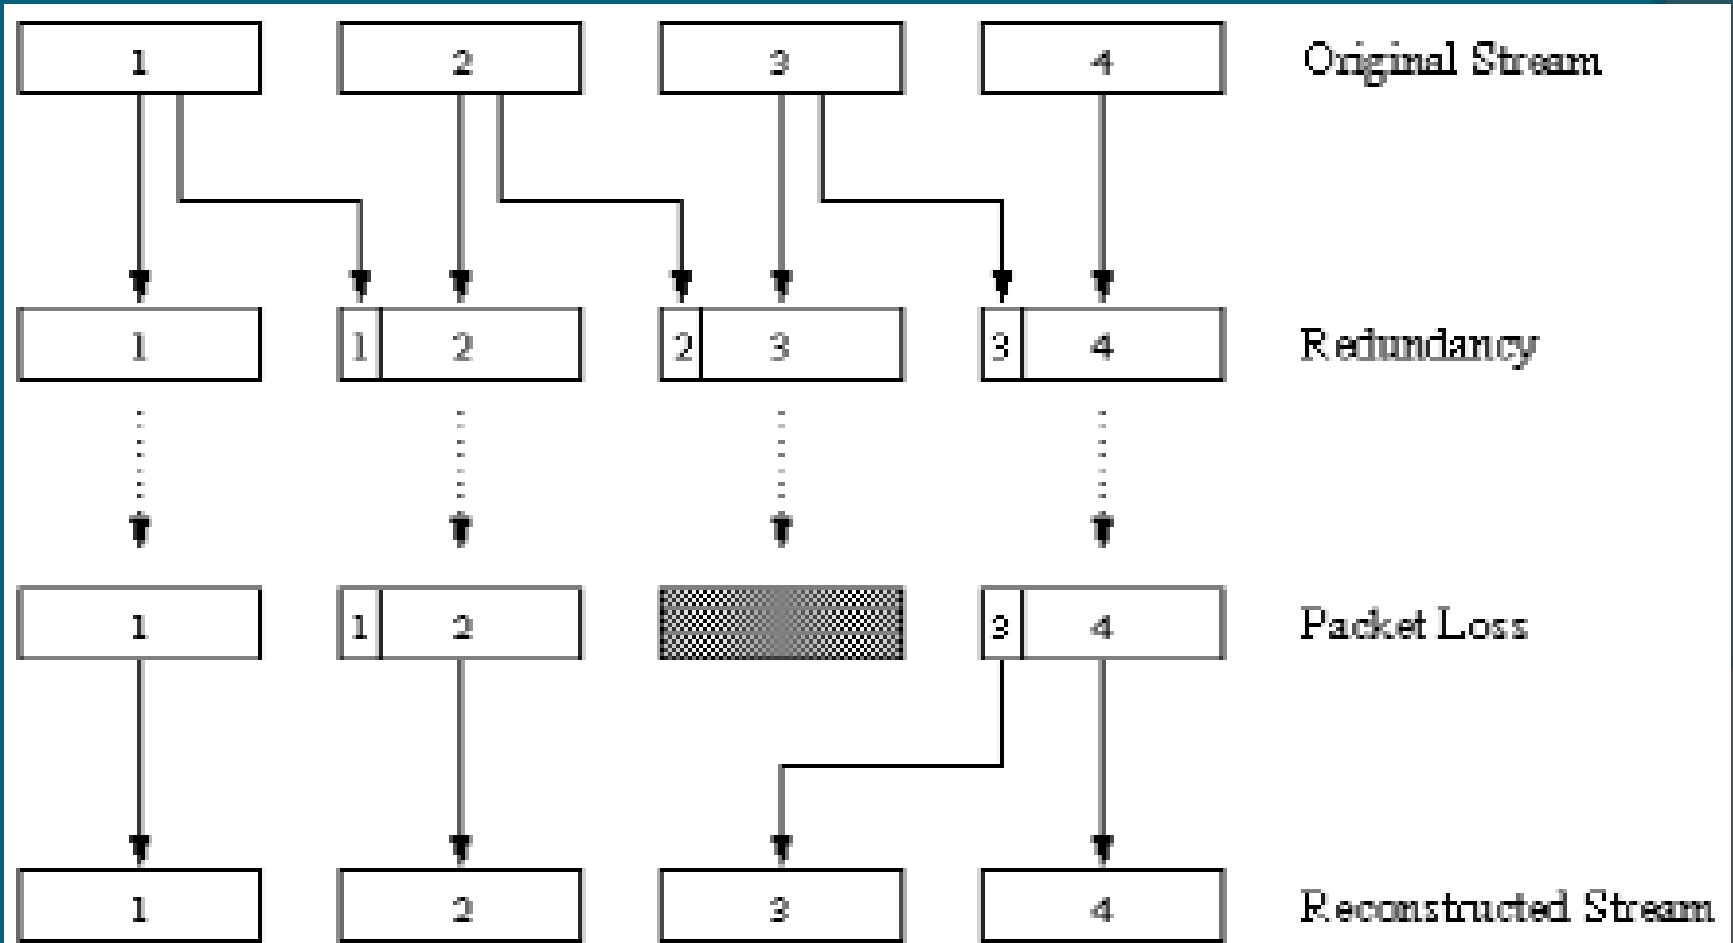 1 2 3 4 Original Stream
1 1 2 2 3 3 4 Redundancy
1 1 2 3 4 Packet Loss
1 2 3 4 Reconstructed Stream